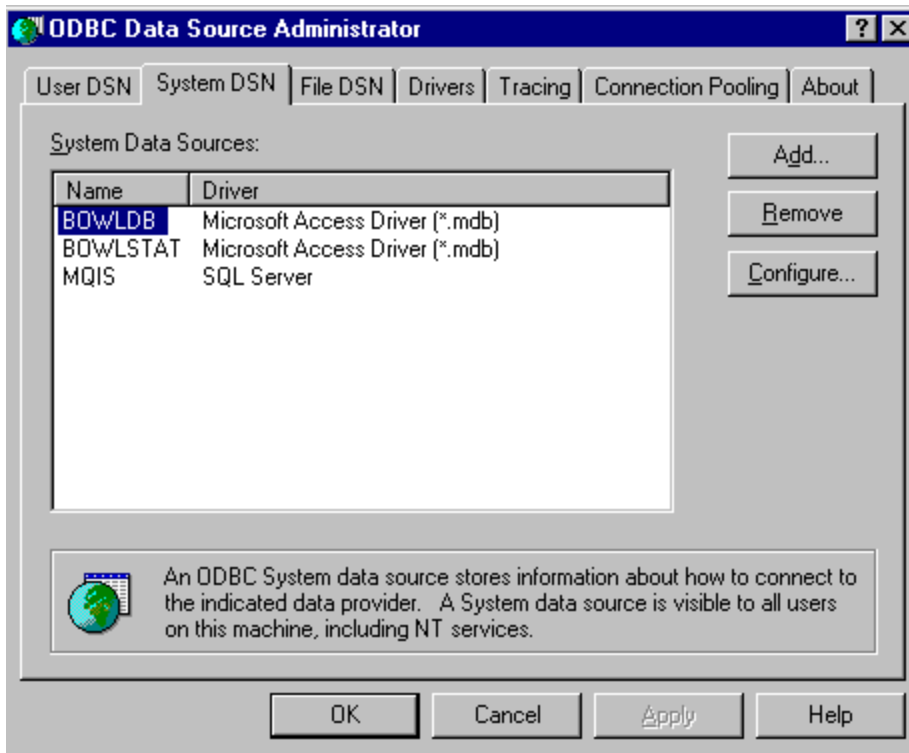 ODBC Data Source Administrator
User DSN System DSN File DSN Drivers Tracing Connection Pooling About
System Data Sources:
Add...
Name Driver
BOWLDB Microsoft Access Driver (*.mdb)
Remove
BOWLSTAT Microsoft Access Driver (*.mdb)
MQIS SQL Server
Configure...
An ODBC System data source stores information about how to connect to
the indicated data provider. A System data source is visible to all users
on this machine, including NT services.
OK Cancel Apply Help